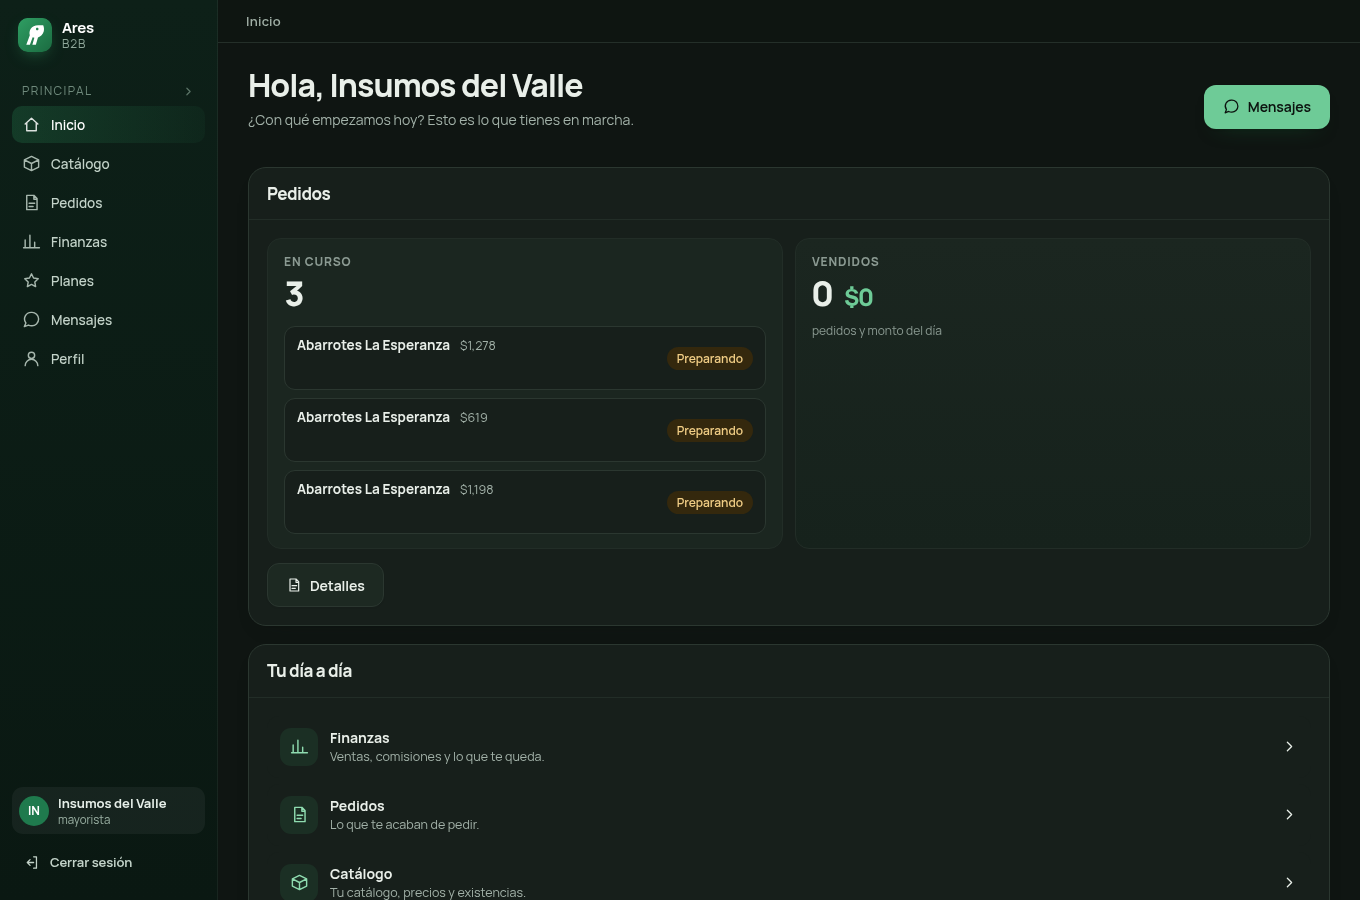 Ares
B2B
PRINCIPAL
Inicio
Catálogo
Pedidos
Finanzas
Planes
Mensajes
Perfil
IN
Insumos del Valle
mayorista
Cerrar sesión
Inicio
Hola, Insumos del Valle
¿Con qué empezamos hoy? Esto es lo que tienes en marcha.
Mensajes
Pedidos
EN CURSO
3
Abarrotes La Esperanza $1,278
Preparando
Abarrotes La Esperanza $619
Preparando
Abarrotes La Esperanza $1,198
Preparando
VENDIDOS
0 $0
pedidos y monto del día
Detalles
Tu día a día
Finanzas
Ventas, comisiones y lo que te queda.
Pedidos
Lo que te acaban de pedir.
Catálogo
Tu catálogo, precios y existencias.